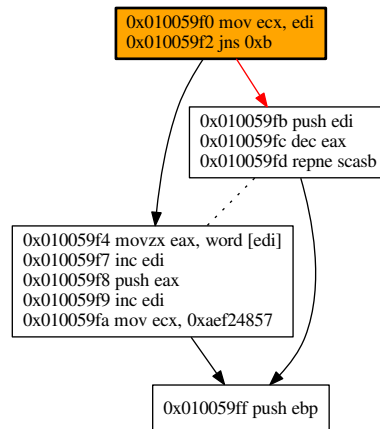 0x010059f0 mov ecx, edi
0x010059f2 jns 0xb
0x010059fb push edi
0x010059fc dec eax
0x010059fd repne scasb
0x010059f4 movzx eax, word [edi]
0x010059f7 inc edi
0x010059f8 push eax
0x010059f9 inc edi
0x010059fa mov ecx, 0xaef24857
0x010059ff push ebp